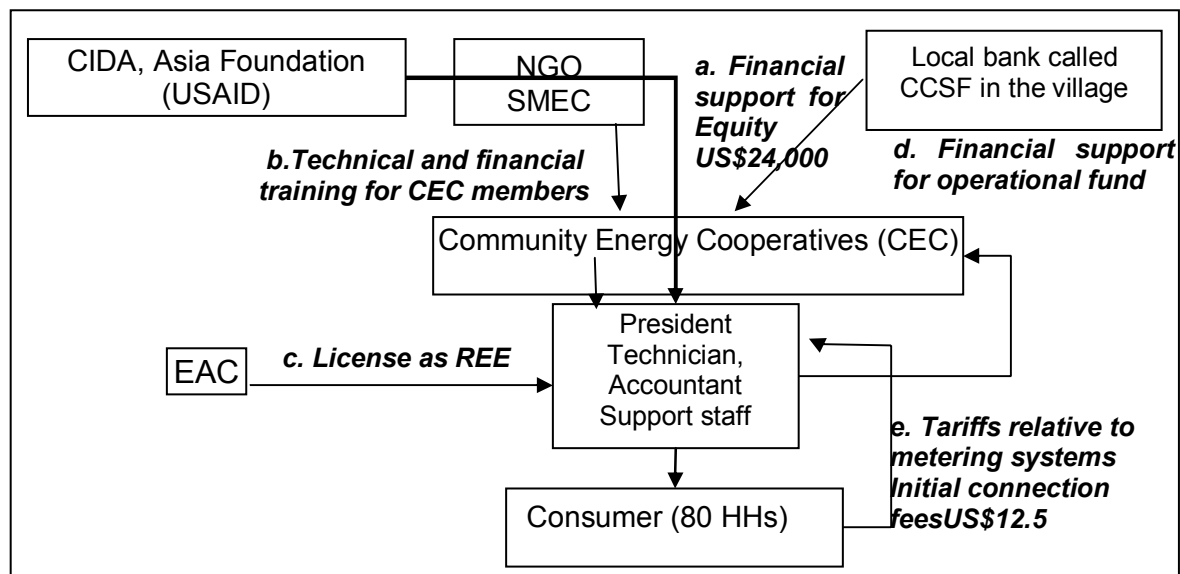 CIDA, Asia Foundation
(USAID)
NGO
SMEC
a. Financial
support for
Equity
US$24,000
Local bank called
CCSF in the village
b.Technical and financial
training for CEC members
d. Financial support
for operational fund
Community Energy Cooperatives (CEC)
President
Technician,
Accountant
Support staff
EAC
c. License as REE
e. Tariffs relative to
metering systems
Initial connection
feesUS$12.5
Consumer (80 HHs)